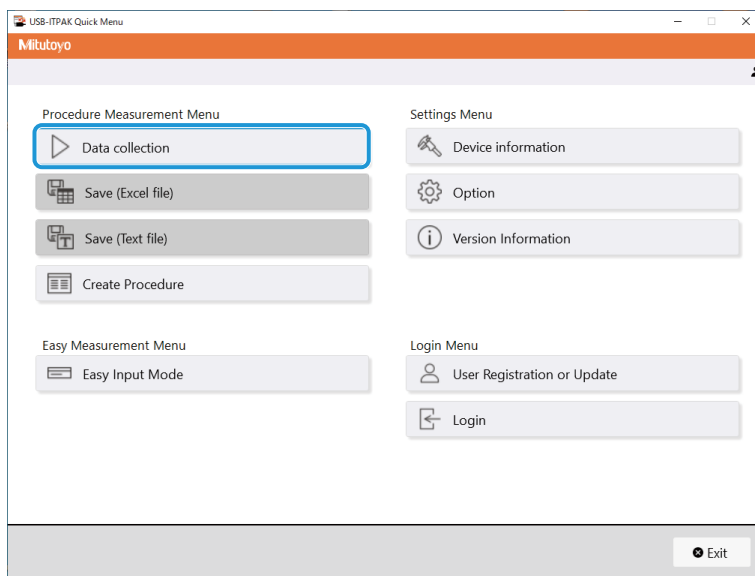 USB-ITPAK Quick Menu
Mitutoyo
Procedure Measurement Menu
Data collection
Save (Excel file)
Save (Text file)
Create Procedure
Easy Measurement Menu
Easy Input Mode
Settings Menu
Device information
Option
Version Information
Login Menu
User Registration or Update
Login
Exit